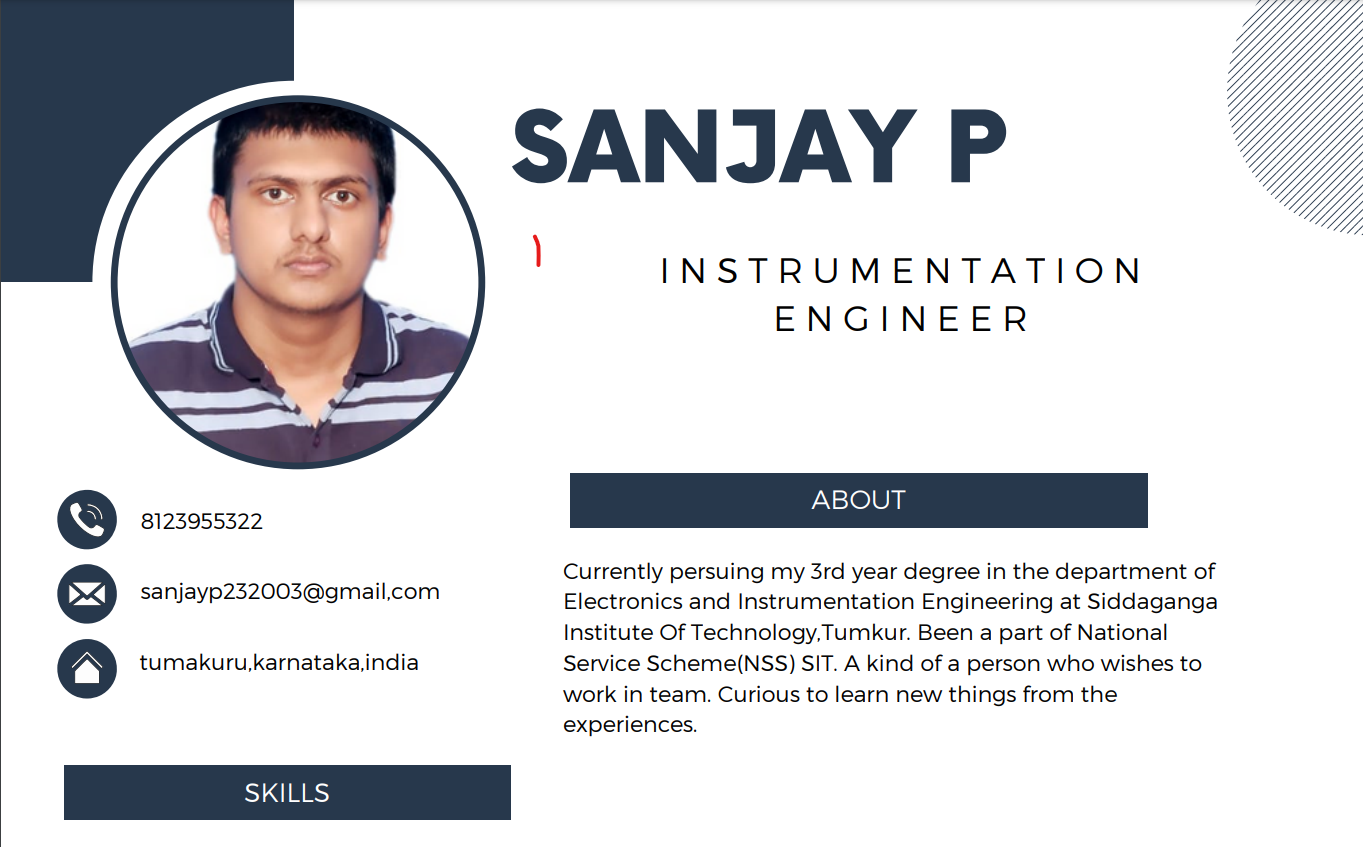 SANJAY P
INSTRUMENTATION
ENGINEER
8123955322
sanjayp232003@gmail,com
tumakuru,karnataka,india
SKILLS
ABOUT
Currently persuing my 3rd year degree in the department of
Electronics and Instrumentation Engineering at Siddaganga
Institute Of Technology,Tumkur. Been a part of National
Service Scheme(NSS) SIT. A kind of a person who wishes to
work in team. Curious to learn new things from the
experiences.